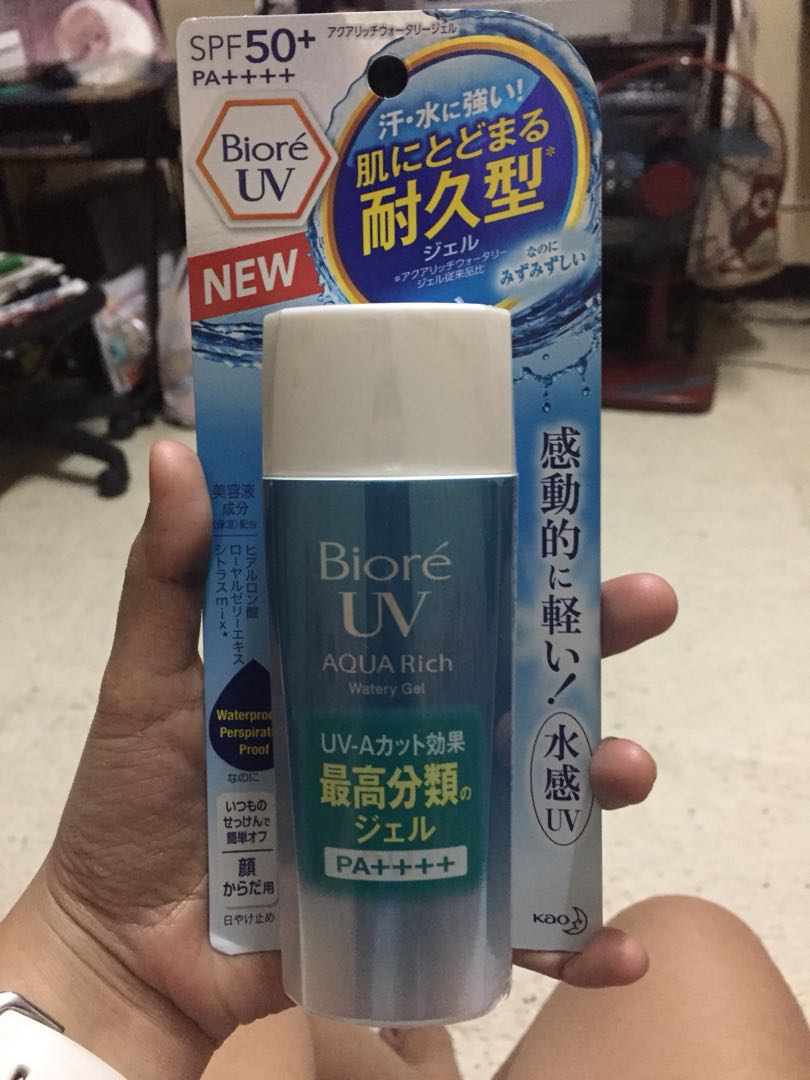 SPF50+
PA++++
アクアリッチウォータリージェル
Bioré
UV
NEW
汗・水に強い!
肌にとどまる
耐久型*
ジェル
*アクアリッチウォータリー
ジェル従来品比
なのに
みずみずしい
感動的に軽い!
水感
UV
美容液
成分
(保湿)配合
ヒアルロン酸
ローヤルゼリーエキス
シトラスmix*
Waterproof
Perspirat
Proof
なのに
いつもの
せっけんで
簡単オフ
顔
からだ用
日やけ止め
Kao
Bioré
UV
AQUA Rich
Watery Gel
UV-Aカット効果
最高分類の
ジェル
PA++++